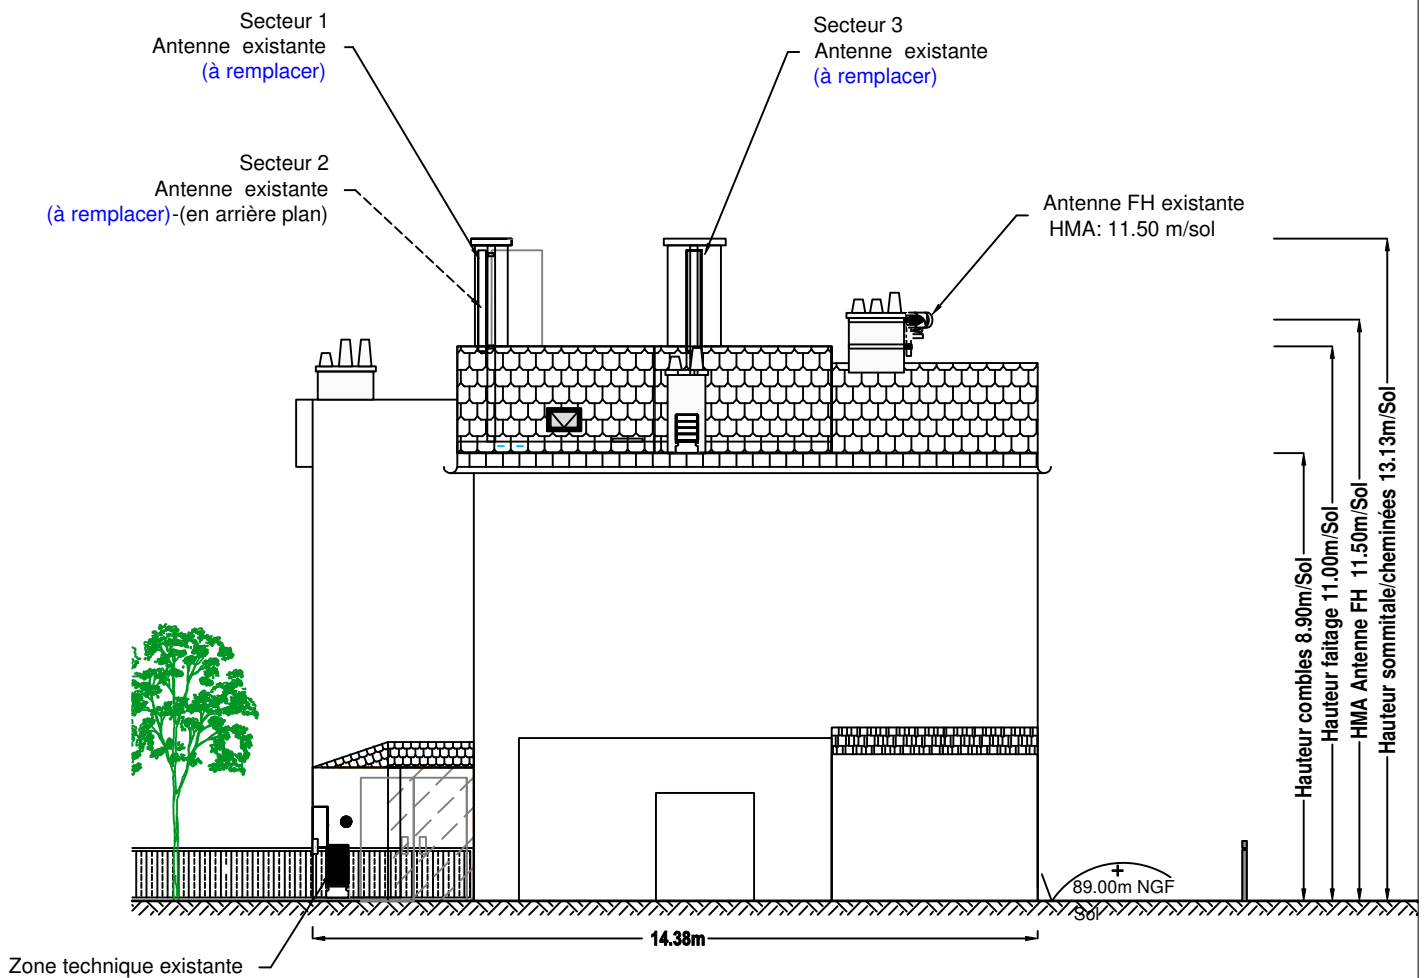 Secteur 1
Antenne existante
(à remplacer)
Secteur 3
Antenne existante
(à remplacer)
Secteur 2
Antenne existante
(à remplacer)-(en arrière plan)
Antenne FH existante
HMA: 11.50 m/sol
Hauteur combles 8.90m/Sol
Hauteur faitage 11.00m/Sol
HMA Antenne FH 11.50m/Sol
Hauteur sommitale/cheminées 13.13m/Sol
89.00m NGF
Sol
14.38m
Zone technique existante